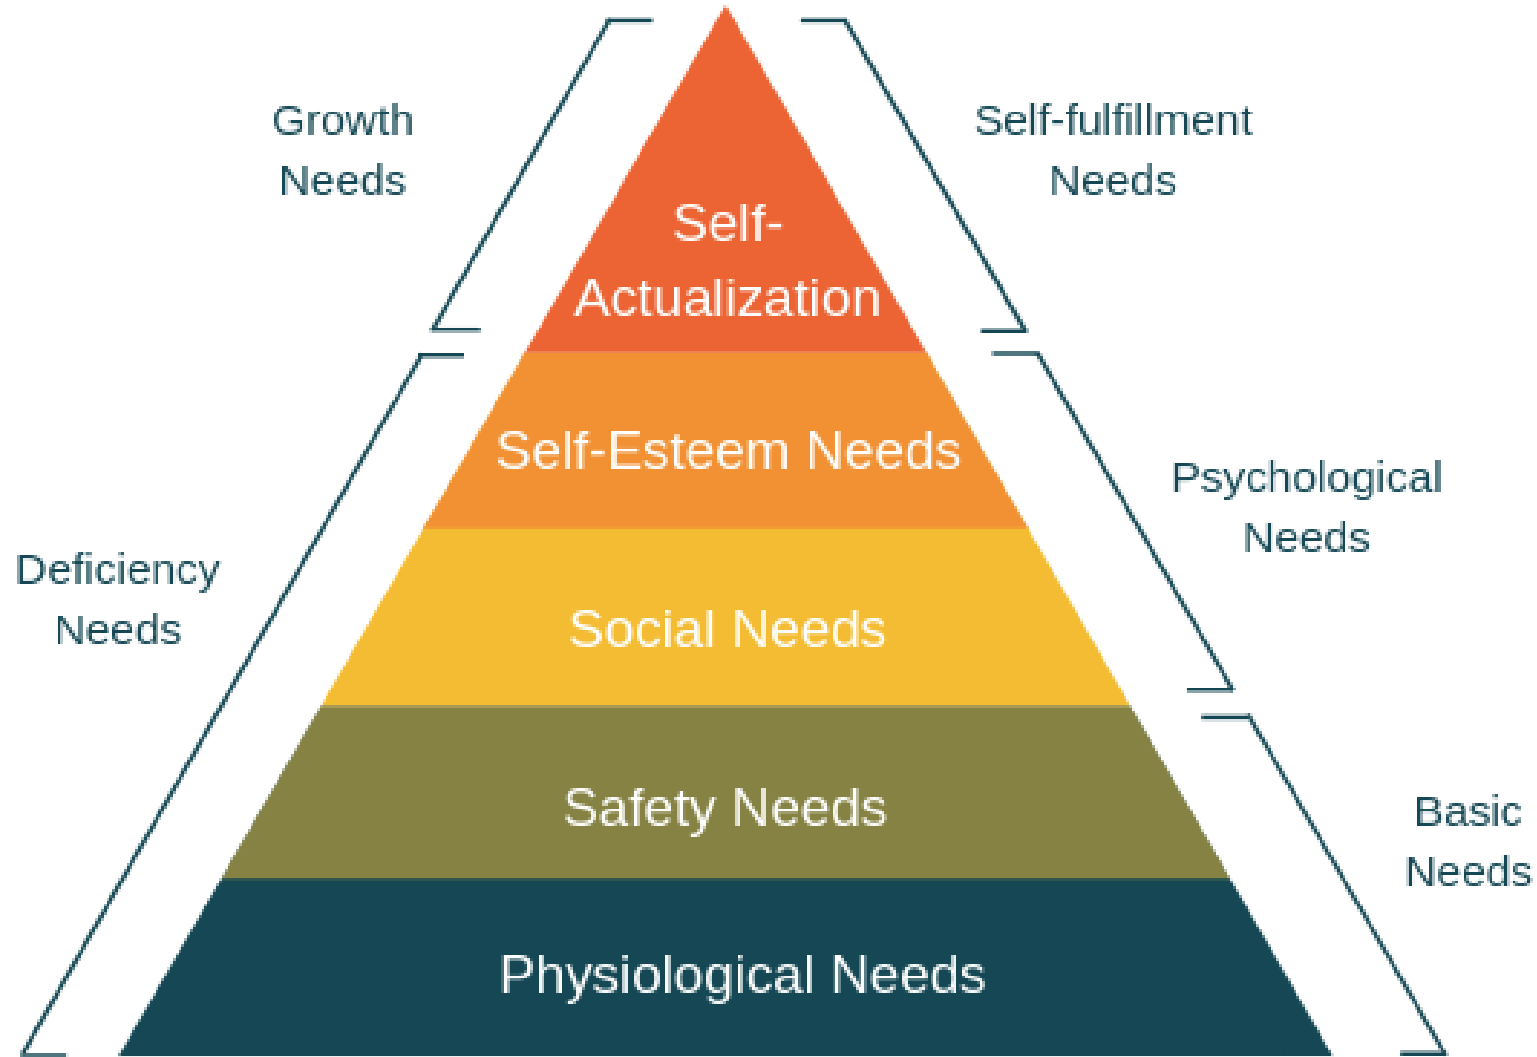 Growth
Needs
Self-fulfillment
Needs
Self-
Actualization
Self-Esteem Needs
Psychological
Needs
Deficiency
Needs
Social Needs
Safety Needs
Basic
Needs
Physiological Needs